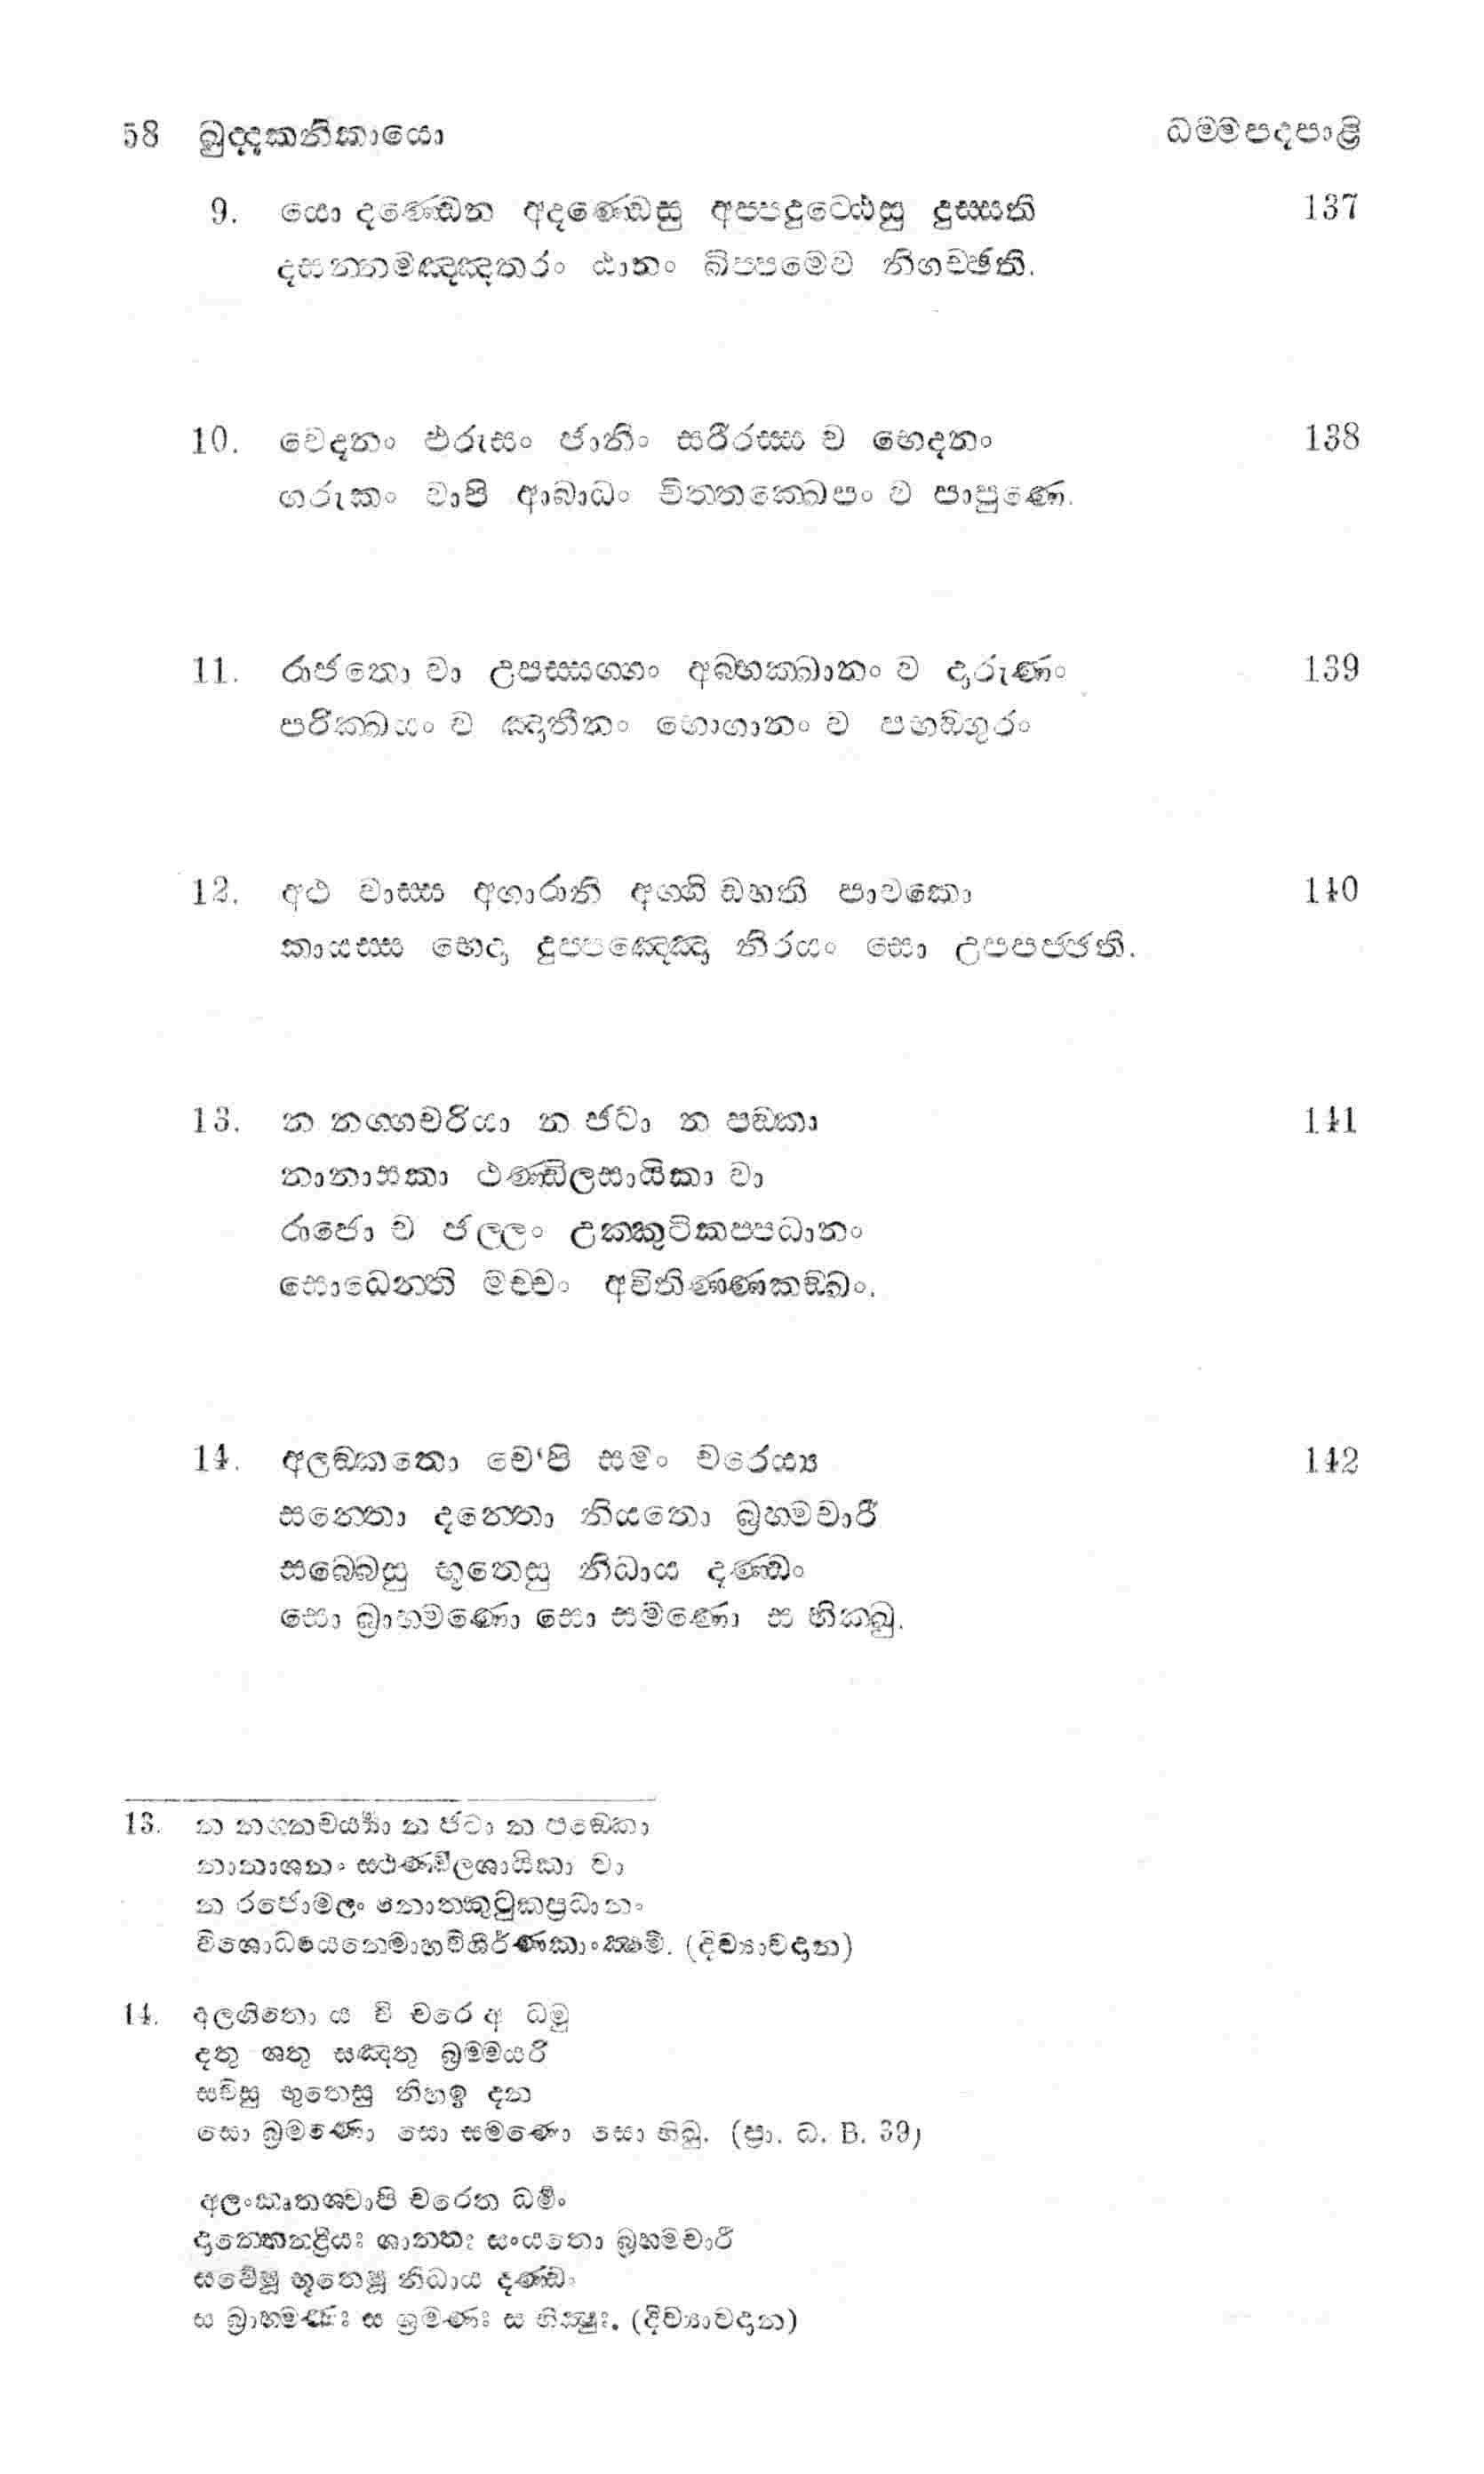 58 ඛුද්දකනිකායො
ධම්මපදපාළි
9. යො දණ්ඩෙන අදණ්ඩෙසු අප්පදුට්ඨෙසු දුස්සති 137
දසන්නමඤ්ඤතරං ඨානං ඛිප්පමෙව නිගච්ඡති.
10. වෙදනං ඵරුසං ජානිං සරීරස්ස ච භෙදනං 138
ගරුකං වාපි ආබාධං චිත්තක්ඛෙපං ව පාපුණෙ.
11. රාජතො වා උපස්සග්ගං අබ්භක්ඛානං ව දාරුණං 139
පරික්ඛයං ව ඤාතීනං භොගානං ව පභඞ්ගුරං
12. අථ වාස්ස අගාරානි අග්ගි ඩහති පාවකො 140
කායස්ස භෙදා දුප්පඤ්ඤො නිරයං සො උපපජ්ජති.
13. න නග්ගචරියා න ජටා න පඞ්කා 141
නානාසකා ථණ්ඩිලසායිකා වා
රාජො ච ජල්ලං උක්කුටිකප්පධානං
සොධෙන්ති මච්චං අවිතිණ්ණකඞ්ඛං.
14. අලඞ්කතො චෙ‘පි සමං චරෙය්‍ය 142
සන්තො දන්තො නියතො බ්‍රහ්මචාරී
සබ්බෙසු භූතෙසු නිධාය දණ්ඩං
සො බ්‍රාහ්මණො සො සමණො ස භික්ඛු.
13. න නග්නචර්‍ය්‍යා න ජටා න පඞ්කො
නානාශනං ස්ථණ්ඩිලශායිකා වා
න රජොමලං නොත්කුටුකප්‍රධානං
විශොධයෙන්මොහවිශීර්ණකාංක්ෂම්. (දිව්‍යාවදාන)
14. අලගිතො ය වි චරෙ අ ධමු
දතු ශතු සඤතු බ්‍රම්මයරි
සවිසු භුතෙසු නිහඉ දන
සො බ්‍රමණො සො සමණො සො භිඛු. (ප්‍රා. ධ. B. 39)
අලංකෘතශ්චාපි චරෙත ධර්මං
දාන්තෙන්ද්‍රියඃ ශාන්තඃ සංයතො බ්‍රහ්මචාරී
සර්වේෂු භූතෙෂු නිධාය දණ්ඩං
ස බ්‍රාහ්මණඃ ස ශ්‍රමණඃ ස භික්ෂුඃ. (දිව්‍යාවදාන)